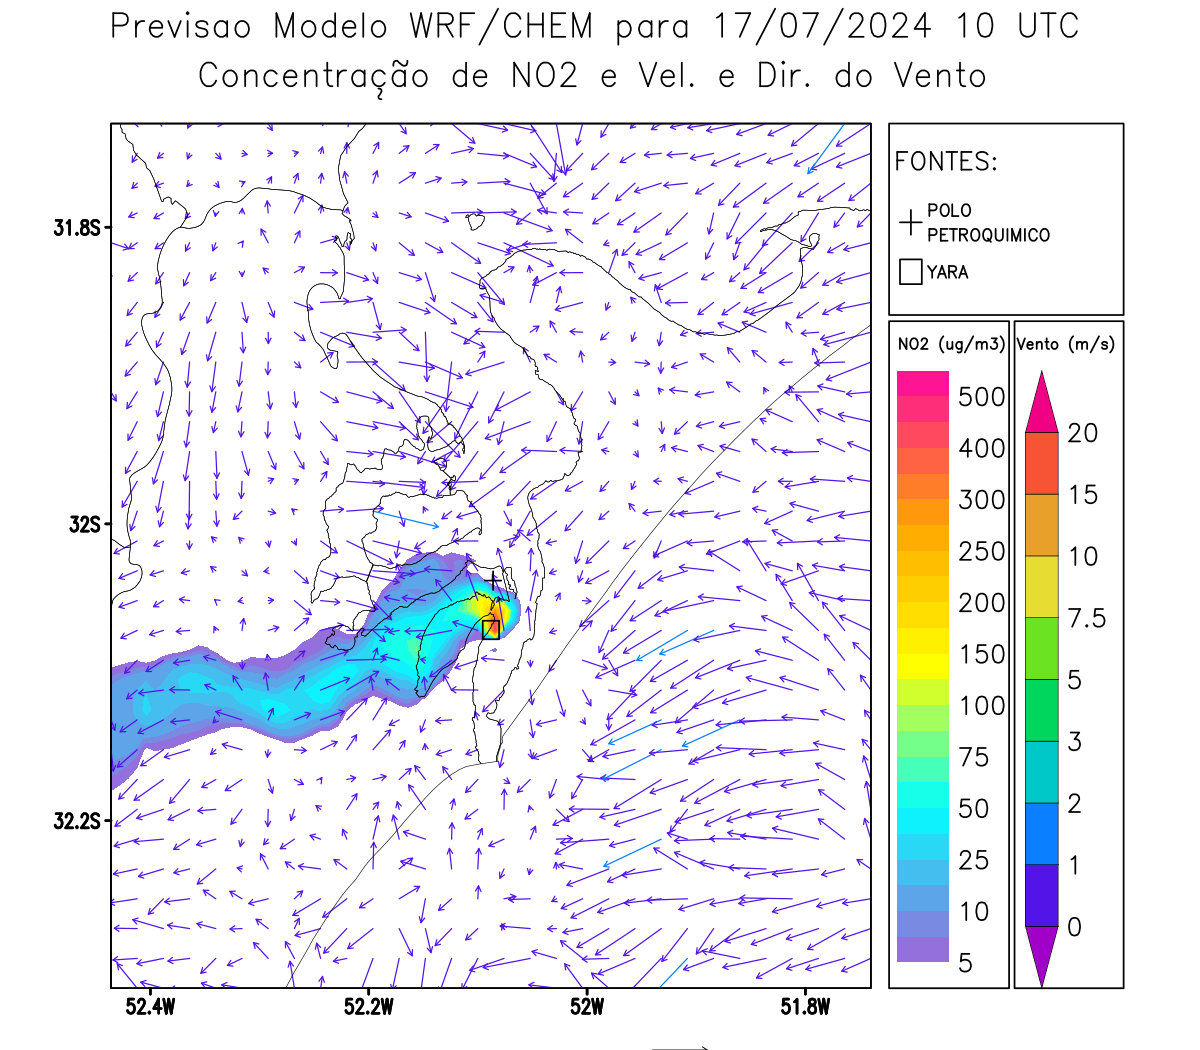 Previsao Modelo WRF/CHEM para 17/07/2024 10 UTC
Concentração de NO2 e Vel. e Dir. do Vento
FONTES:
POLO
PETROQUIMICO
YARA
NO2 (ug/m3)
500
400
300
250
200
150
100
75
50
25
10
5
Vento (m/s)
20
15
10
7.5
5
3
2
1
0
31.8S
32S
32.2S
52.4W
52.2W
52W
51.8W